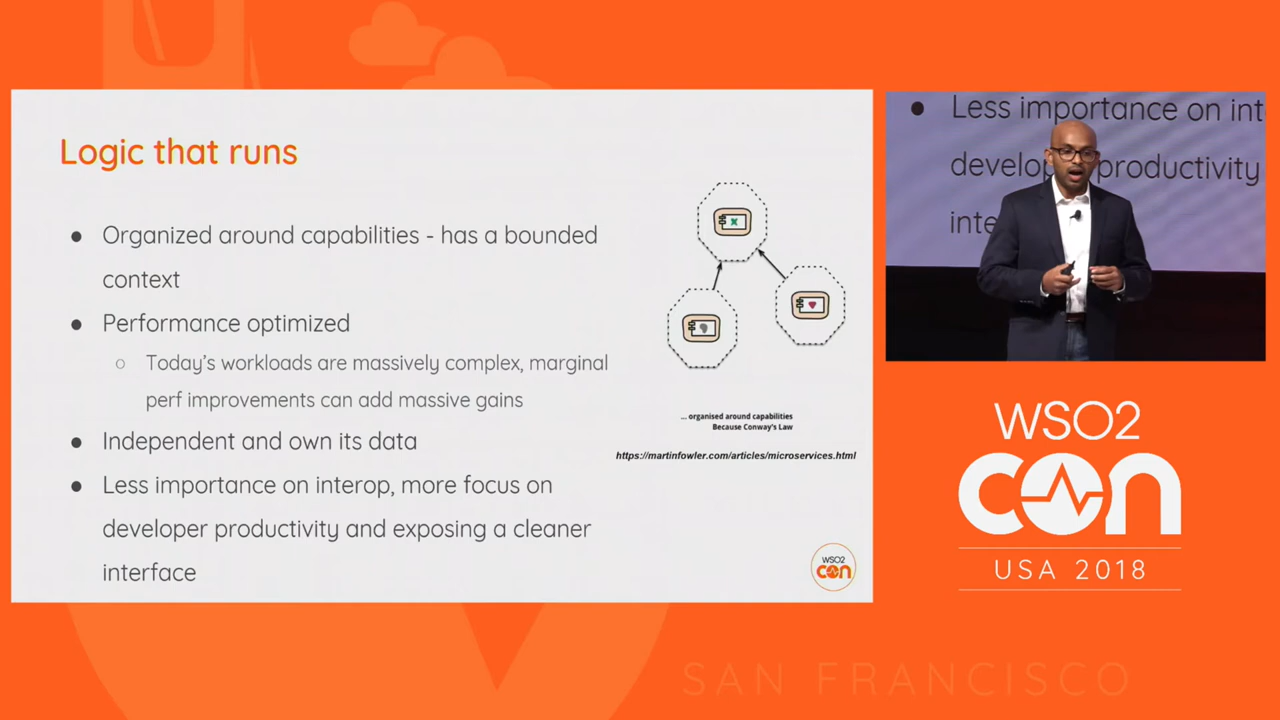 Logic that runs
● Organized around capabilities - has a bounded
context
● Performance optimized
○ Today's workloads are massively complex, marginal
perf improvements can add massive gains
● Independent and own its data
● Less importance on interop, more focus on
developer productivity and exposing a cleaner
interface
... organised around capabilities
Because Conway's Law
https://martinfowler.com/articles/microservices.html
WSO2
con
● Less importance on int
develop productivity
inte
WSO2
con
USA 2018
SAN FRANCISCO